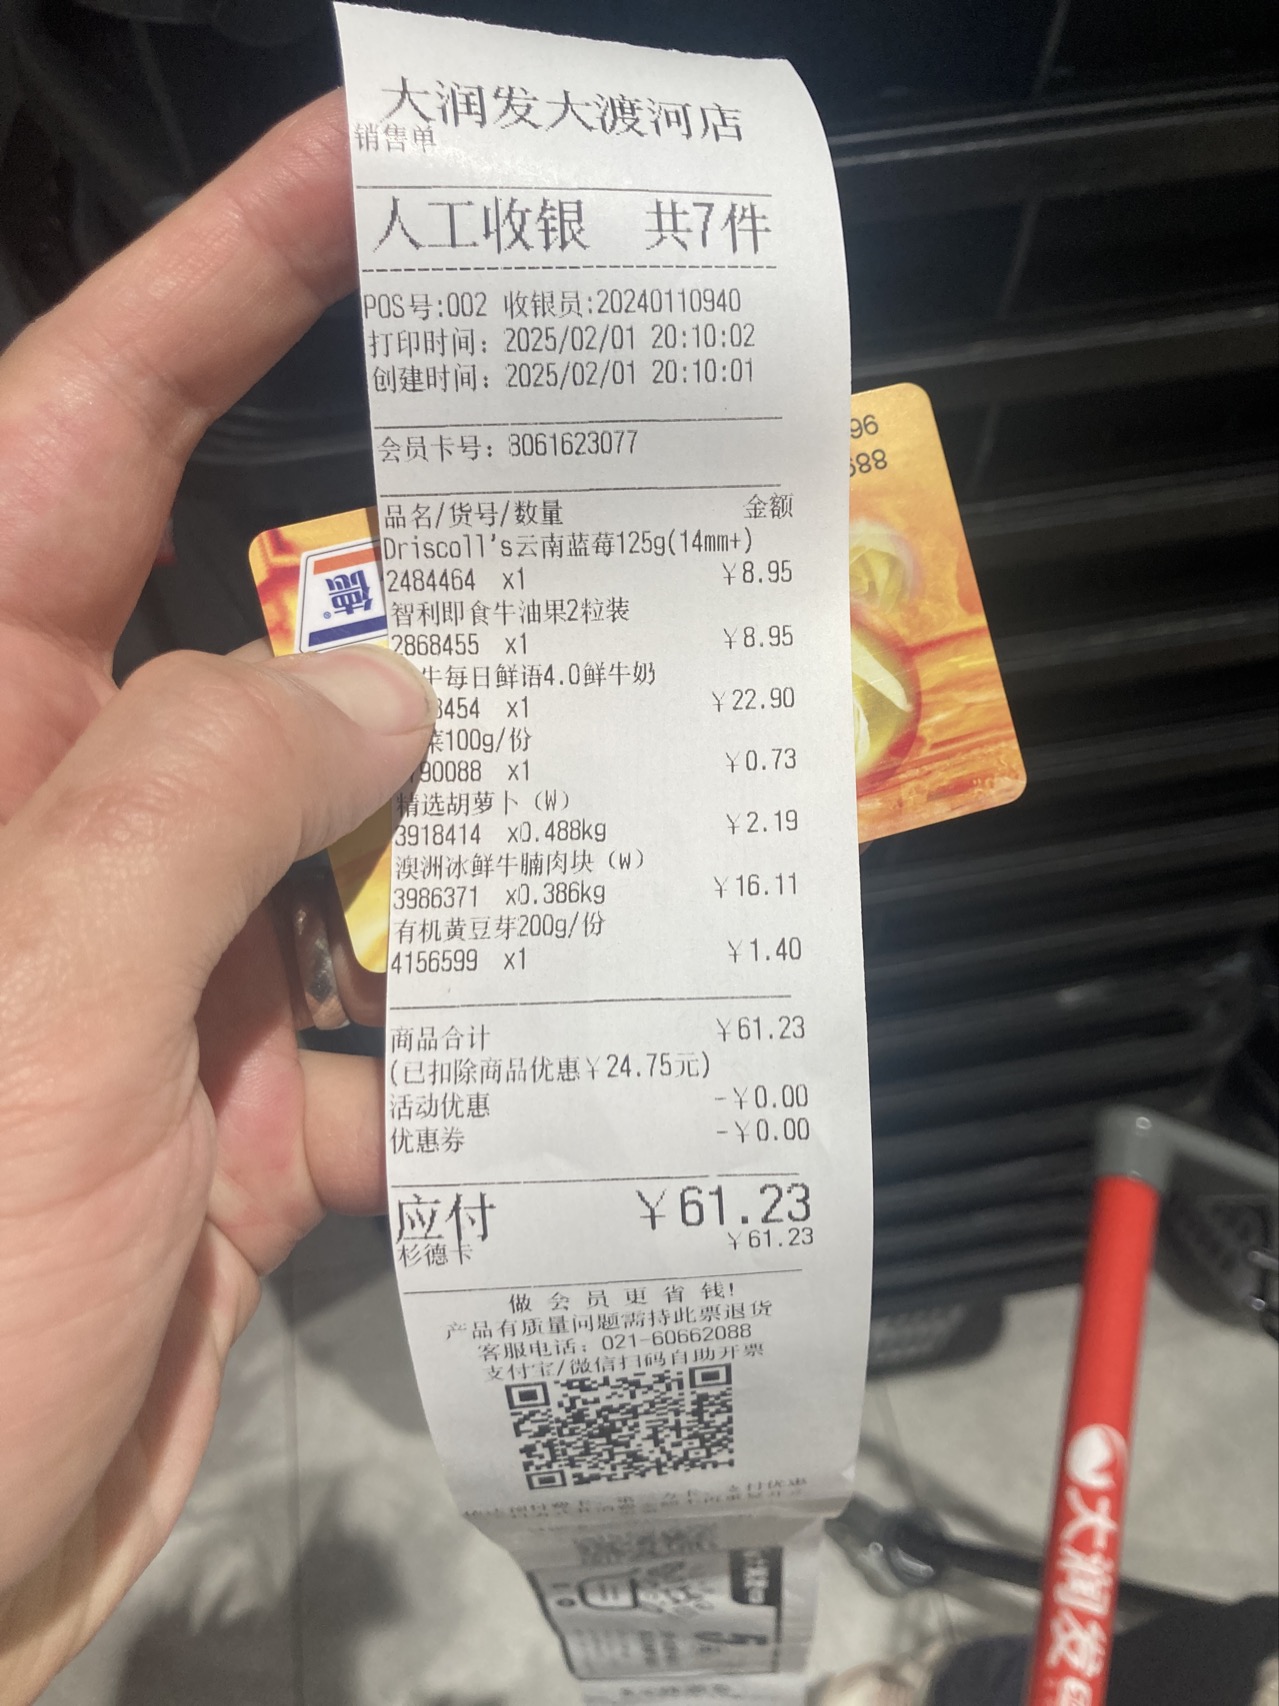 大润发大渡河店
销售单
人工收银 共7件
POS号:002 收银员:20240110940
打印时间: 2025/02/01 20:10:02
创建时间: 2025/02/01 20:10:01
会员卡号: 8061623077
品名/货号/数量 金额
Driscoll's云南蓝莓125g(14mm+)
2484464 x1 ¥8.95
智利即食牛油果2粒装
2868455 x1 ¥8.95
牛每日鲜语4.0鲜牛奶
454 x1 ¥22.90
菜100g/份
90088 x1 ¥0.73
精选胡萝卜(W)
3918414 x0.488kg ¥2.19
澳洲冰鲜牛腩肉块(W)
3986371 x0.386kg ¥16.11
有机黄豆芽200g/份
4156599 x1 ¥1.40
商品合计 ¥61.23
(已扣除商品优惠¥24.75元)
活动优惠 -¥0.00
优惠券 -¥0.00
应付 ¥61.23
杉德卡 ¥61.23
做会员更省钱!
产品有质量问题需持此票退货
客服电话: 021-60662088
支付宝/微信扫码自助开票
96
688
德
大润发